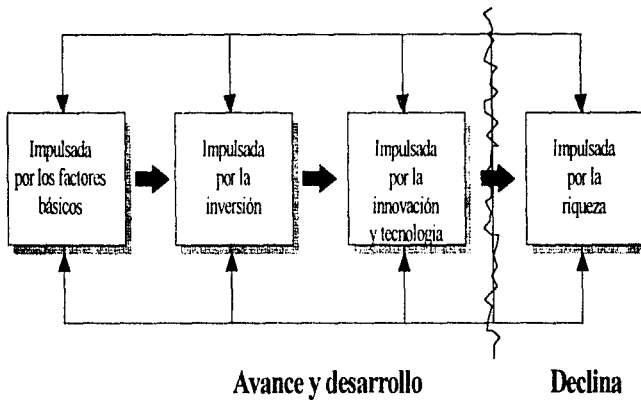 Impulsada
por los factores
básicos
Impulsada
por la
inversión
Impulsada
por la
innovación
y tecnología
Impulsada
por la
riqueza
Avance y desarrollo
Declina